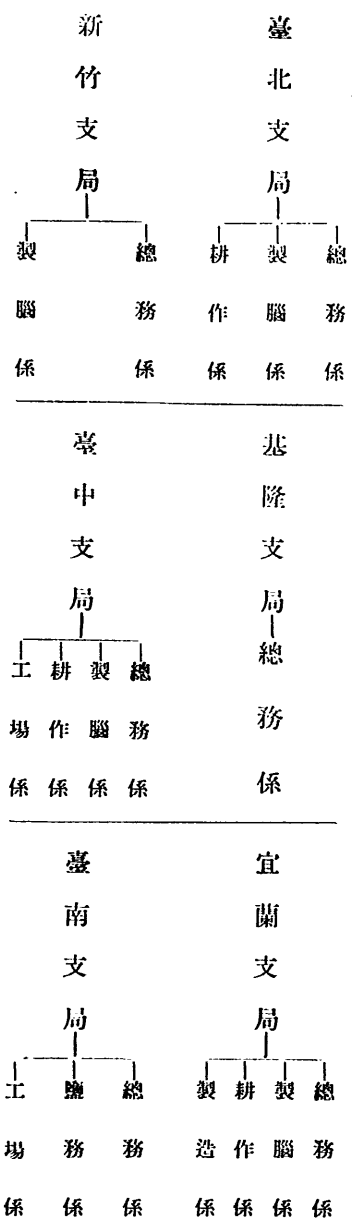 臺北支局
總務係
製腦係
耕作係
新竹支局
總務係
製腦係
基隆支局
總務係
臺中支局
總務係
製腦係
耕作係
工場係
宜蘭支局
總務係
製腦係
耕作係
製造係
臺南支局
總務係
鹽務係
工場係